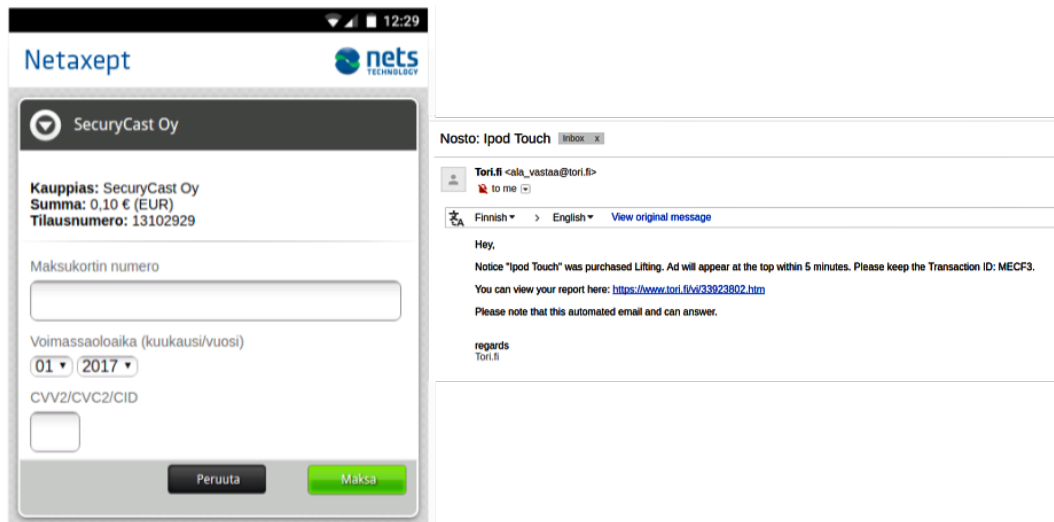 12:29
Netaxept
nets
TECHNOLOGY
SecuryCast Oy
Kauppias: SecuryCast Oy
Summa: 0,10 € (EUR)
Tilausnumero: 13102929
Maksukortin numero
Voimassaoloaika (kuukausi/vuosi)
01 2017
CVV2/CVC2/CID
Peruuta Maksa
Nosto: Ipod Touch Inbox x
Tori.fi <ala_vastaa@tori.fi>
to me
Finnish > English View original message
Hey,
Notice "Ipod Touch" was purchased Lifting. Ad will appear at the top within 5 minutes. Please keep the Transaction ID: MECF3.
You can view your report here: https://www.tori.fi/vi/33923802.htm
Please note that this automated email and can answer.
regards
Tori.fi